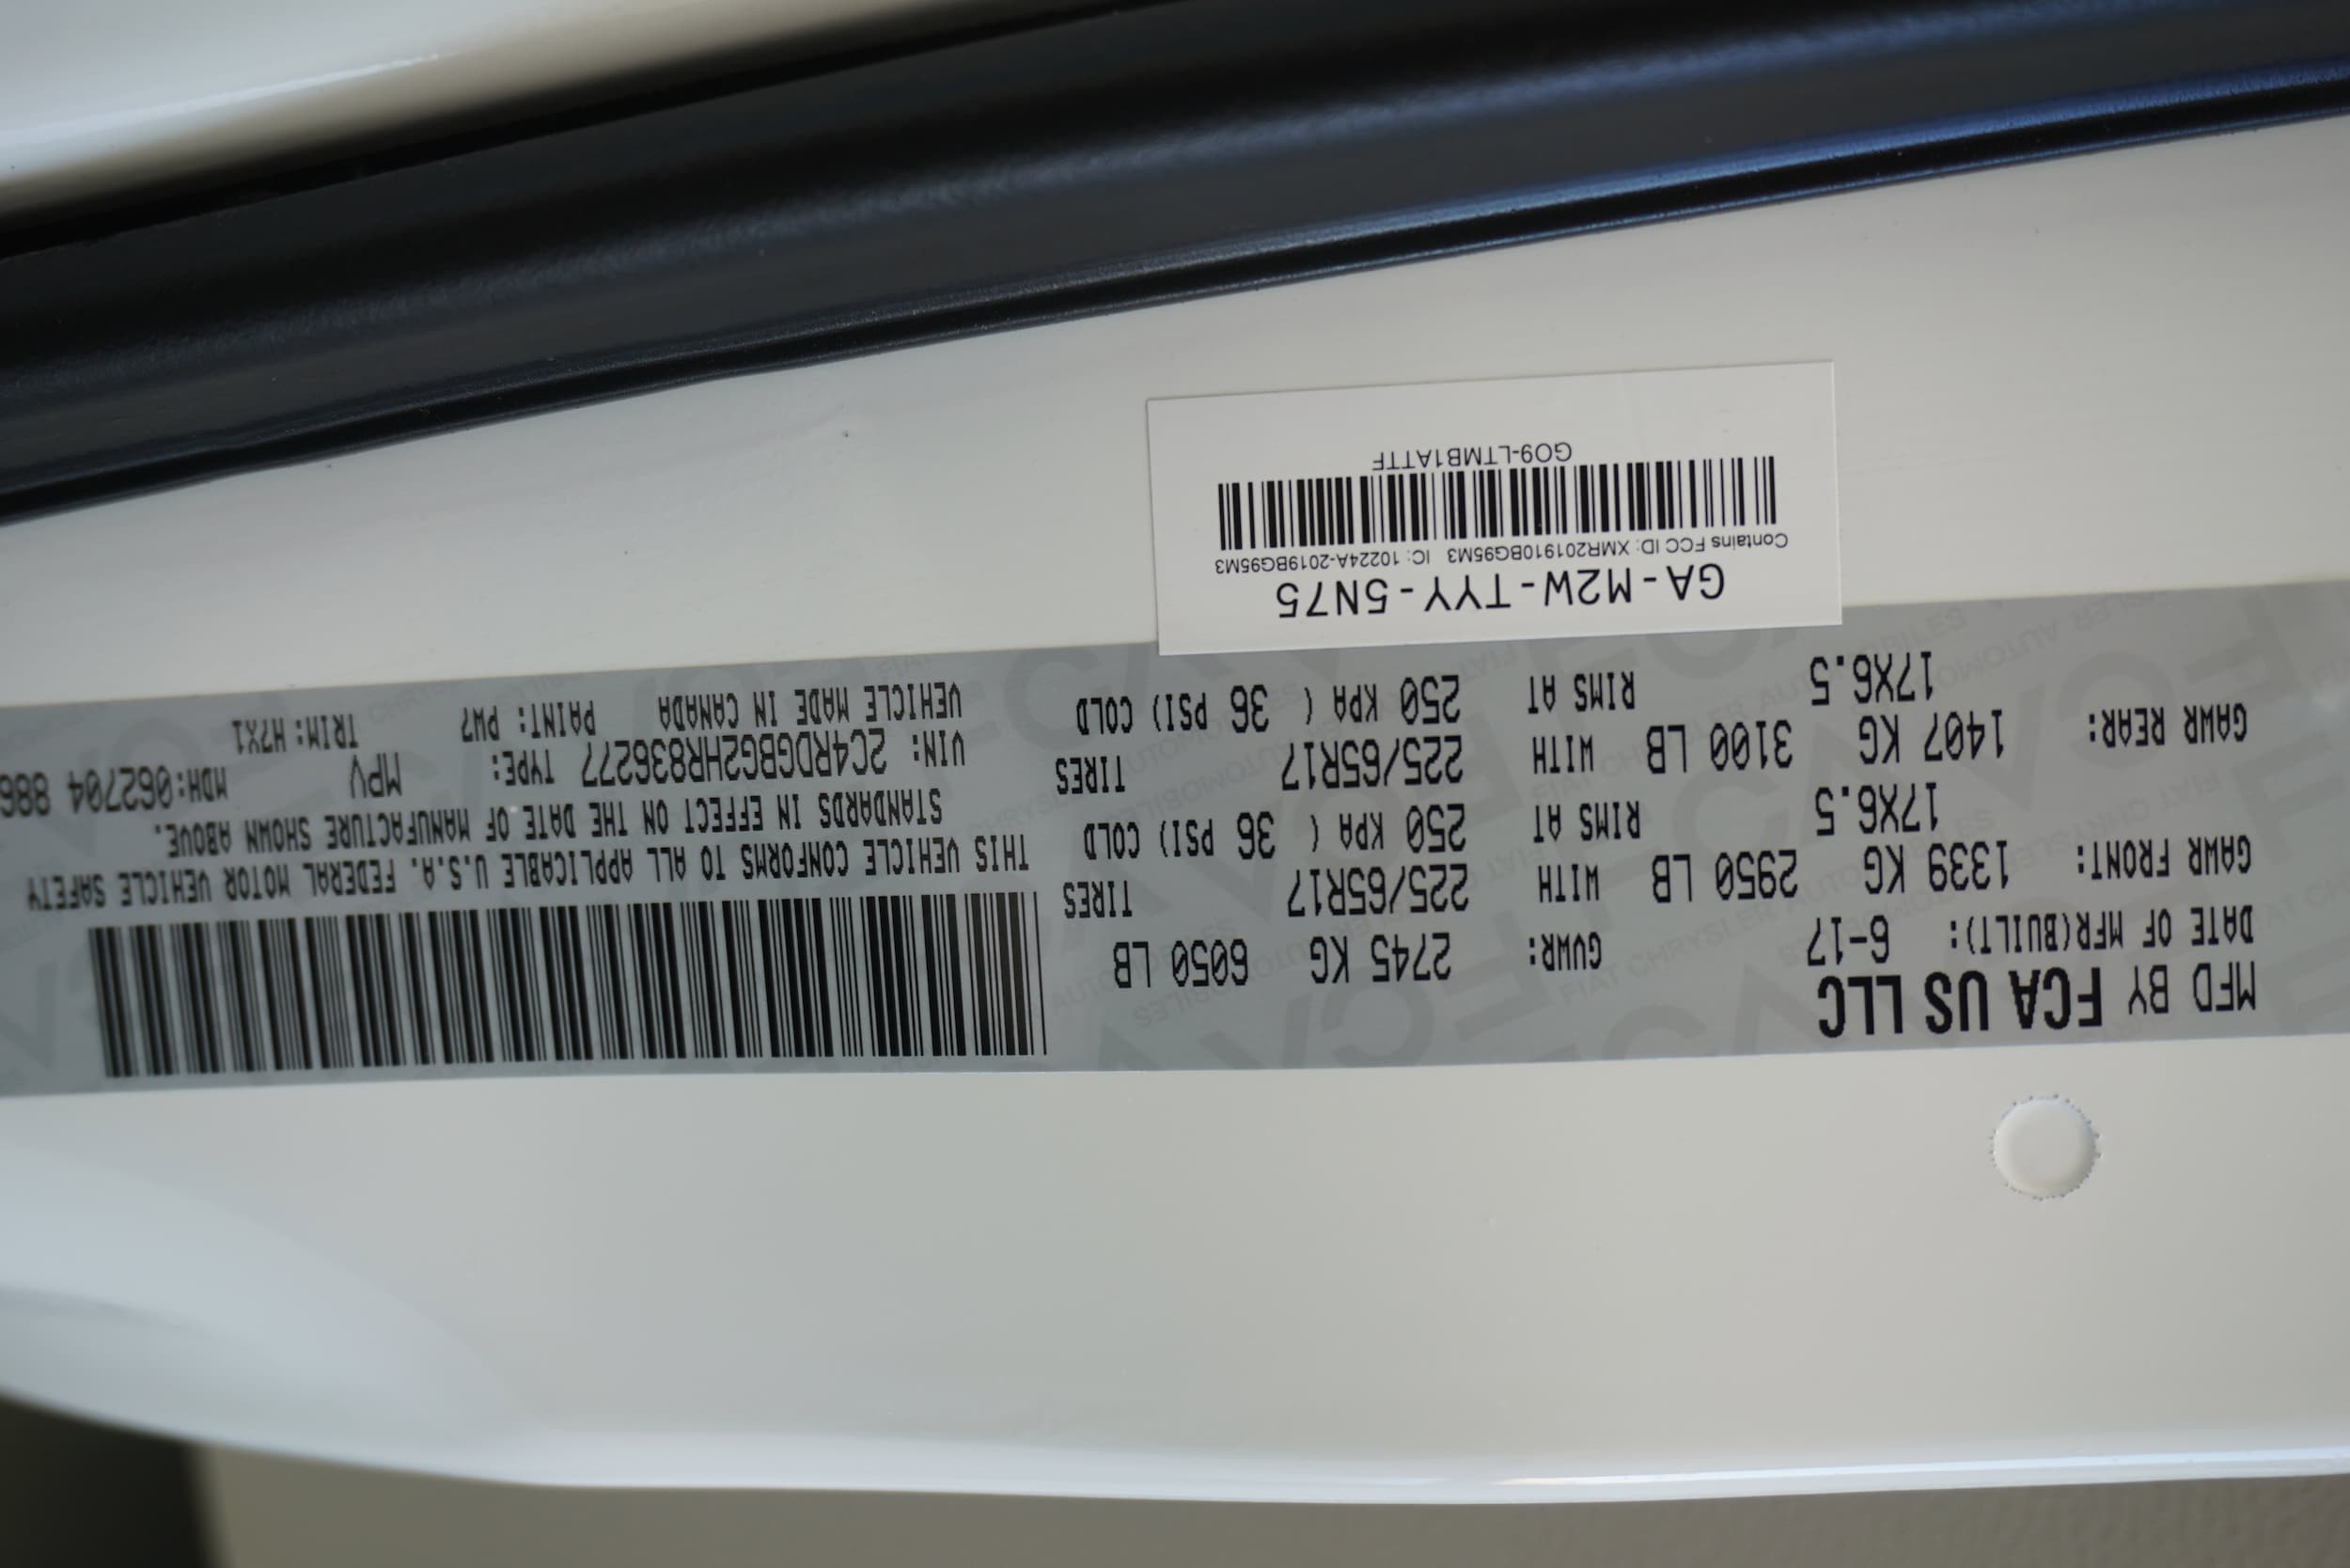 MFD BY FCA US LLC
DATE OF MFR(BUILT): 6-17 GVWR: 2745 KG 6050 LB
GAWR FRONT: 1339 KG 2950 LB WITH 225/65R17 TIRES
17X6.5 RIMS AT 250 KPA ( 36 PSI) COLD
GAWR REAR: 1407 KG 3100 LB WITH 225/65R17 TIRES
17X6.5 RIMS AT 250 KPA ( 36 PSI) COLD
THIS VEHICLE CONFORMS TO ALL APPLICABLE U.S.A. FEDERAL MOTOR VEHICLE SAFETY
STANDARDS IN EFFECT ON THE DATE OF MANUFACTURE SHOWN ABOVE.
VIN: 2C4RDGBG2HR836277 TYPE: MPV MDH:062704 886
VEHICLE MADE IN CANADA PAINT: PW7 TRIM: H7X1
GA-M2W-TYY-5N75
Contains FCC ID: XMR201910BG95M3 IC: 10224A-2019BG95M3
GO9-LTMB1ATTF